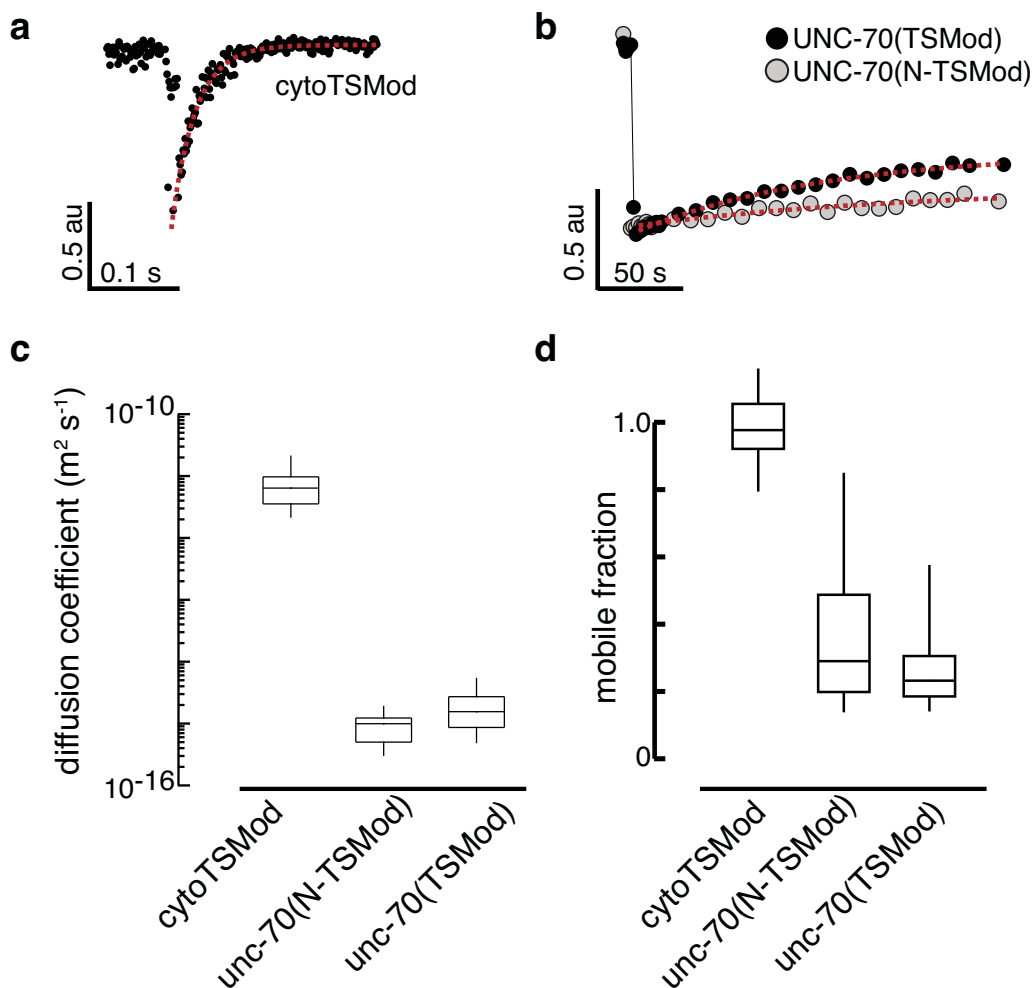 a
cytoTSMod
0.5 au
0.1 s
b
UNC-70(TSMod)
UNC-70(N-TSMod)
0.5 au
50 s
c
diffusion coefficient (m² s⁻¹)
10⁻¹⁰
10⁻¹⁶
cytoTSMod
unc-70(N-TSMod)
unc-70(TSMod)
d
mobile fraction
1.0
0
cytoTSMod
unc-70(N-TSMod)
unc-70(TSMod)